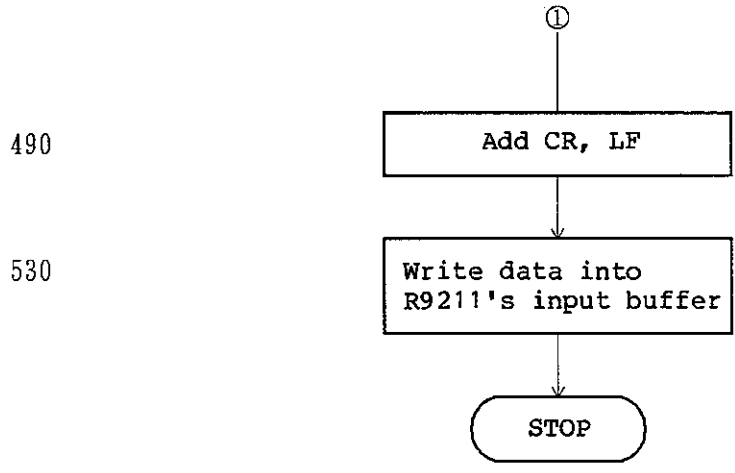 ①
490
Add CR, LF
530
Write data into
R9211's input buffer
STOP